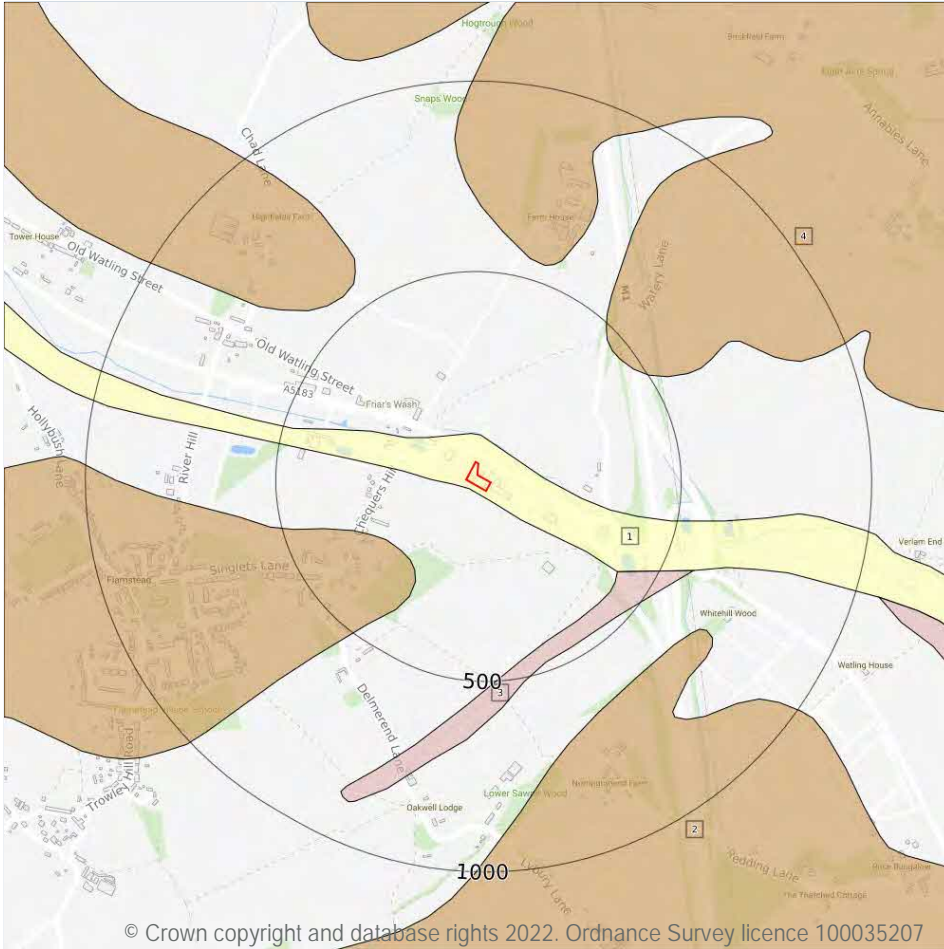 Hogtrough Wood
Snaps Wood
Annables Lane
Chad Lane
Highfields Farm
Farm House
4
Tower House
Old Watling Street
Watery Lane
M1
Old Watling Street
A5183
Friar's Wash
Hollybush Lane
River Hill
Chequers Hill
1
Verlam End
Singlets Lane
Flamstead
Whitehill Wood
Watling House
500
3
Delmerend Lane
Trowley Hill Road
Lower Sawpit Wood
Oakwell Lodge
2
1000
Lybury Lane
Redding Lane
The Thatched Cottage
© Crown copyright and database rights 2022. Ordnance Survey licence 100035207